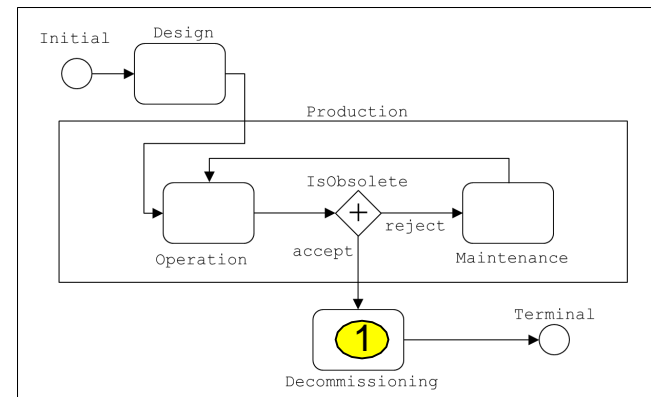 Initial
Design
Production
IsObsolete
reject
accept
Operation
Maintenance
Terminal
1
Decommissioning